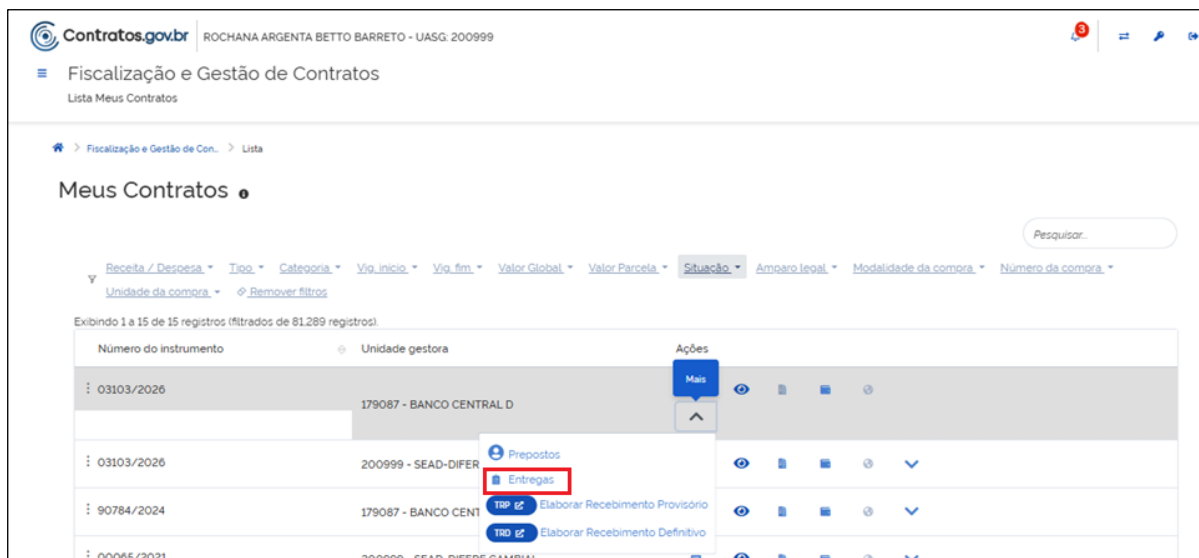 Contratos.gov.br ROCHANA ARGENTA BETTO BARRETO - UASG: 200999 3
Fiscalização e Gestão de Contratos
Lista Meus Contratos
Fiscalização e Gestão de Con... > Lista
Meus Contratos
Pesquisar...
Receita / Despesa Tipo Categoria Vig. início Vig. fim Valor Global Valor Parcela Situação Amparo legal Modalidade da compra Número da compra
Unidade da compra Remover filtros
Exibindo 1 a 15 de 15 registros (filtrados de 81.289 registros).
Número do instrumento Unidade gestora Ações
Mais
03103/2026 179087 - BANCO CENTRAL D
Prepostos
03103/2026 200999 - SEAD-DIFER
Entregas
TRP Elaborar Recebimento Provisório
90784/2024 179087 - BANCO CENT
TRD Elaborar Recebimento Definitivo
00065/2021 200999 - SEAD-DIFERE CAMBIAL